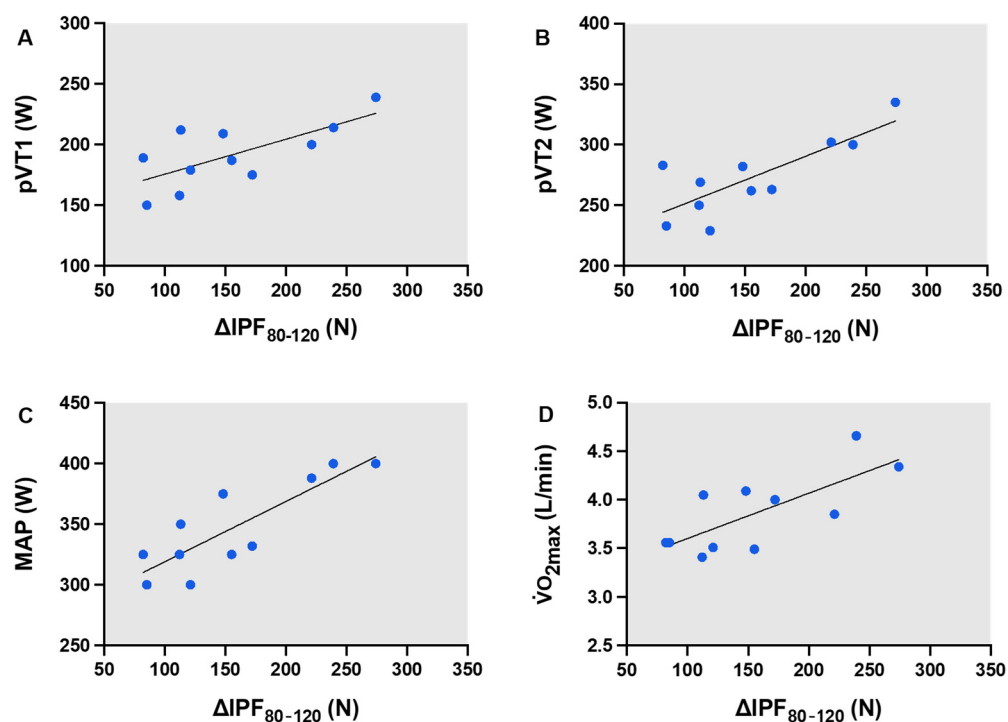 A
pVT1 (W)
300
250
200
150
100
50 100 150 200 250 300 350
ΔIPF80-120 (N)
B
pVT2 (W)
400
350
300
250
200
50 100 150 200 250 300 350
ΔIPF80-120 (N)
C
MAP (W)
450
400
350
300
250
50 100 150 200 250 300 350
ΔIPF80-120 (N)
D
V̇O2max (L/min)
5.0
4.5
4.0
3.5
3.0
2.5
50 100 150 200 250 300 350
ΔIPF80-120 (N)